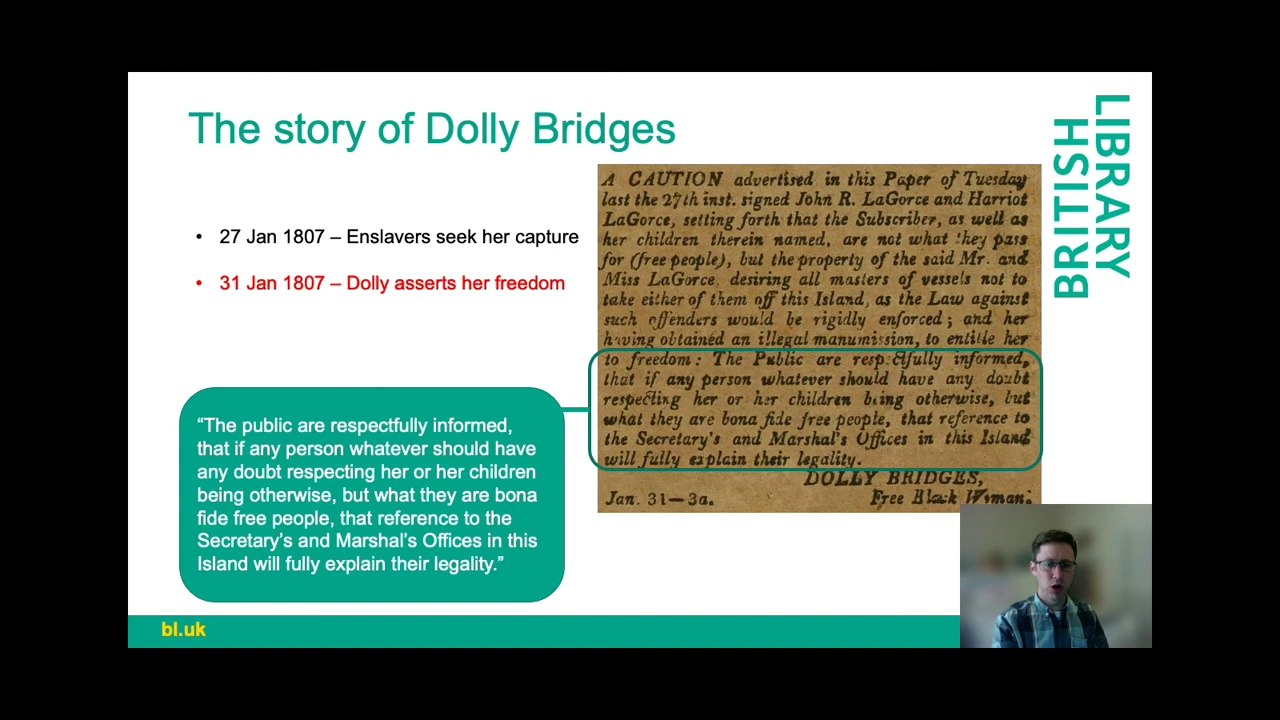 The story of Dolly Bridges
LIBRARY
BRITISH
• 27 Jan 1807 – Enslavers seek her capture
• 31 Jan 1807 – Dolly asserts her freedom
“The public are respectfully informed,
that if any person whatever should have
any doubt respecting her or her children
being otherwise, but what they are bona
fide free people, that reference to the
Secretary’s and Marshal’s Offices in this
Island will fully explain their legality.”
A CAUTION advertised in this Paper of Tuesday
last the 27th inst. signed John R. LaGorce and Harriot
LaGorce, setting forth that the Subscriber, as well as
her children therein named, are not what they pass
for (free people), but the property of the said Mr. and
Miss LaGorce, desiring all masters of vessels not to
take either of them off this Island, as the Law against
such offenders would be rigidly enforced; and her
having obtained an illegal manumission, to entitle her
to freedom: The Public are respectfully informed,
that if any person whatever should have any doubt
respecting her or her children being otherwise, but
what they are bona fide free people, that reference to
the Secretary's and Marshal's Offices in this Island
will fully explain their legality.
DOLLY BRIDGES,
Jan. 31—3a. Free Black Woman.
bl.uk